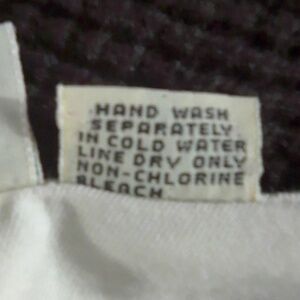 HAND WASH
SEPARATELY
IN COLD WATER
LINE DRY ONLY
NON-CHLORINE
BLEACH